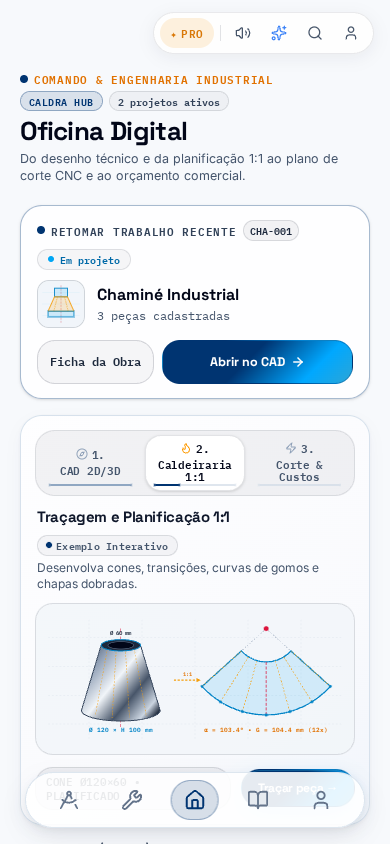 ✦ PRO
COMANDO & ENGENHARIA INDUSTRIAL
CALDRA HUB
2 projetos ativos
Oficina Digital
Do desenho técnico e da planificação 1:1 ao plano de
corte CNC e ao orçamento comercial.
RETOMAR TRABALHO RECENTE
CHA-001
Em projeto
Chaminé Industrial
3 peças cadastradas
Ficha da Obra
Abrir no CAD →
1.
CAD 2D/3D
2.
Caldeiraria
1:1
3.
Corte &
Custos
Traçagem e Planificação 1:1
Exemplo Interativo
Desenvolva cones, transições, curvas de gomos e
chapas dobradas.
Ø 60 mm
1:1
Ø 120 × H 100 mm
α = 103.4° • G = 104.4 mm (12x)
CONE Ø120×60 •
PLANIFICADO
Traçar peça →